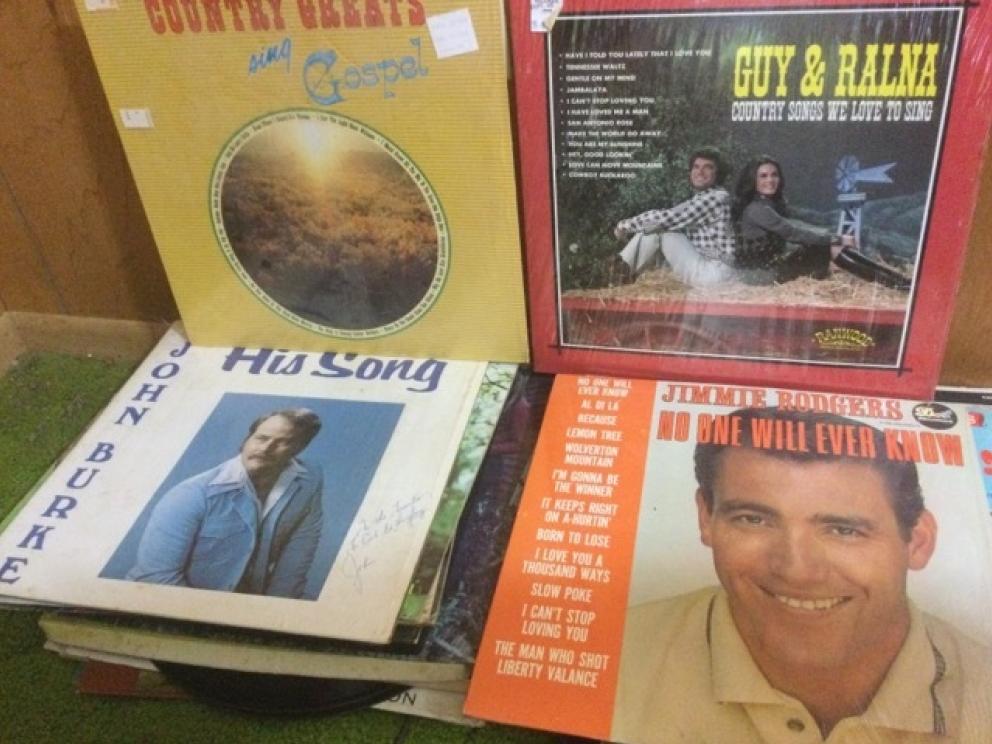 COUNTRY GREATS
sing
Gospel
GUY & RALNA
COUNTRY SONGS WE LOVE TO SING
• HAVE I TOLD YOU LATELY THAT I LOVE YOU
• TENNESSEE WALTZ
• GENTLE ON MY MIND
• JAMBALAYA
• I CAN'T STOP LOVING YOU
• I HAVE LOVED ME A MAN
• SAN ANTONIO ROSE
• MAKE THE WORLD GO AWAY
• YOU ARE MY SUNSHINE
• HEY, GOOD LOOKIN'
• LOVE CAN MOVE MOUNTAINS
• COWBOY BUCKAROO
RANWOOD
JOHN BURKE
His Song
John
JIMMIE RODGERS
NO ONE WILL EVER KNOW
NO ONE WILL
EVER KNOW
AL DI LA
BECAUSE
LEMON TREE
WOLVERTON
MOUNTAIN
I'M GONNA BE
THE WINNER
IT KEEPS RIGHT
ON A-HURTIN'
BORN TO LOSE
I LOVE YOU A
THOUSAND WAYS
SLOW POKE
I CAN'T STOP
LOVING YOU
THE MAN WHO SHOT
LIBERTY VALANCE
ON